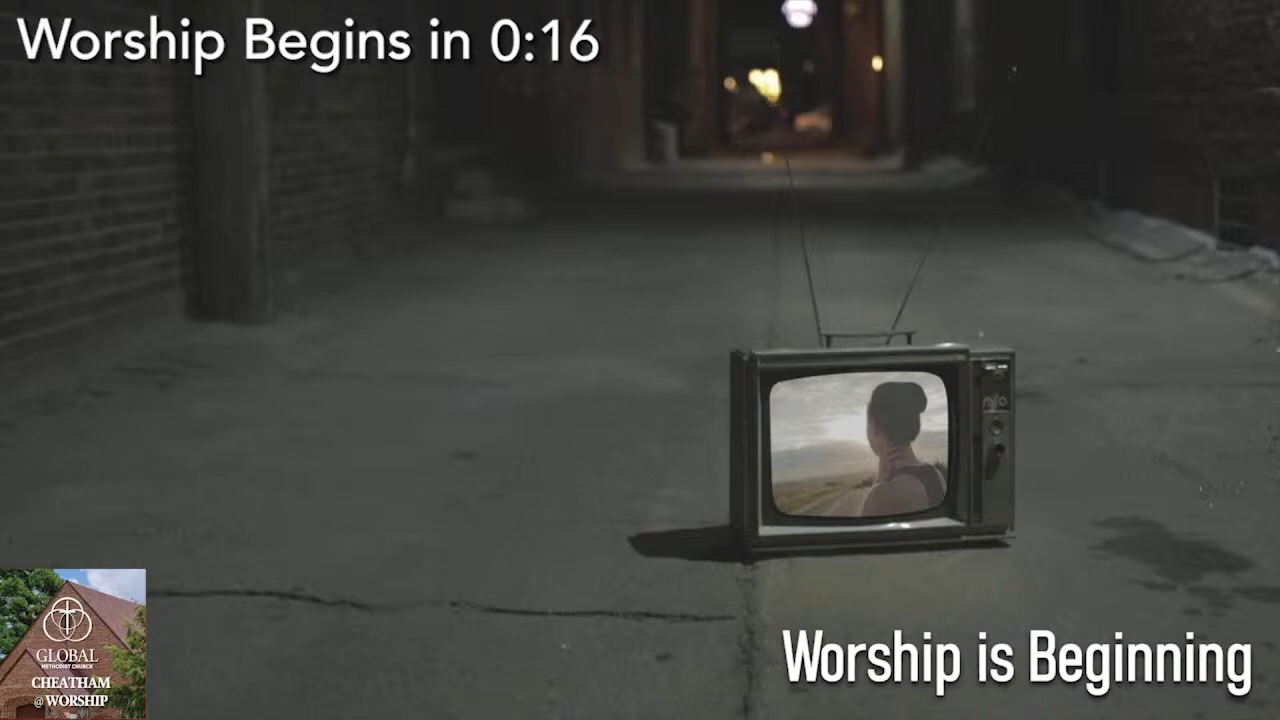 Worship Begins in 0:16
GLOBAL
METHODIST CHURCH
CHEATHAM
@ WORSHIP
Worship is Beginning